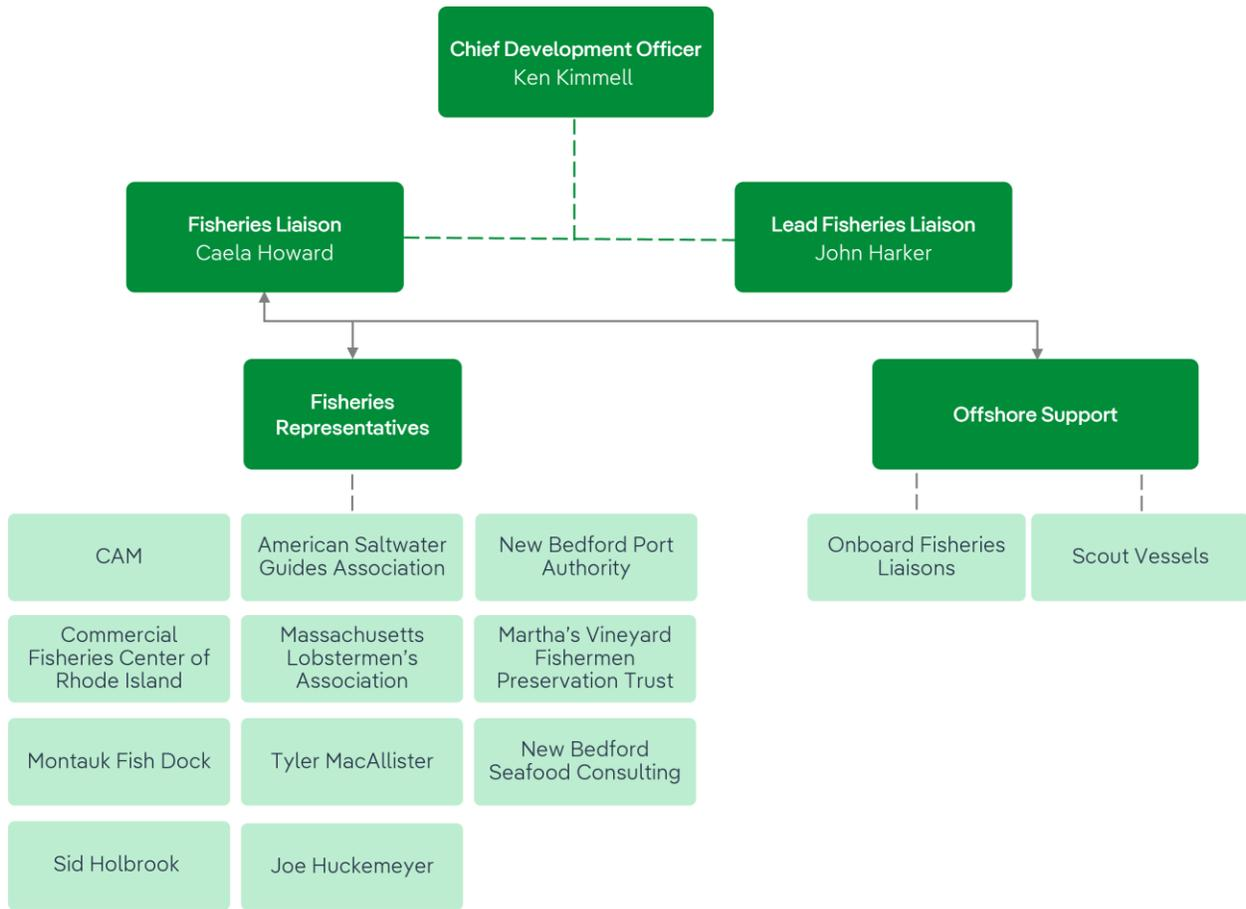 Chief Development Officer
Ken Kimmell
Fisheries Liaison
Caela Howard
Lead Fisheries Liaison
John Harker
Fisheries
Representatives
Offshore Support
CAM
American Saltwater
Guides Association
New Bedford Port
Authority
Onboard Fisheries
Liaisons
Scout Vessels
Commercial
Fisheries Center of
Rhode Island
Massachusetts
Lobstermen’s
Association
Martha’s Vineyard
Fishermen
Preservation Trust
Montauk Fish Dock
Tyler MacAllister
New Bedford
Seafood Consulting
Sid Holbrook
Joe Huckemeyer